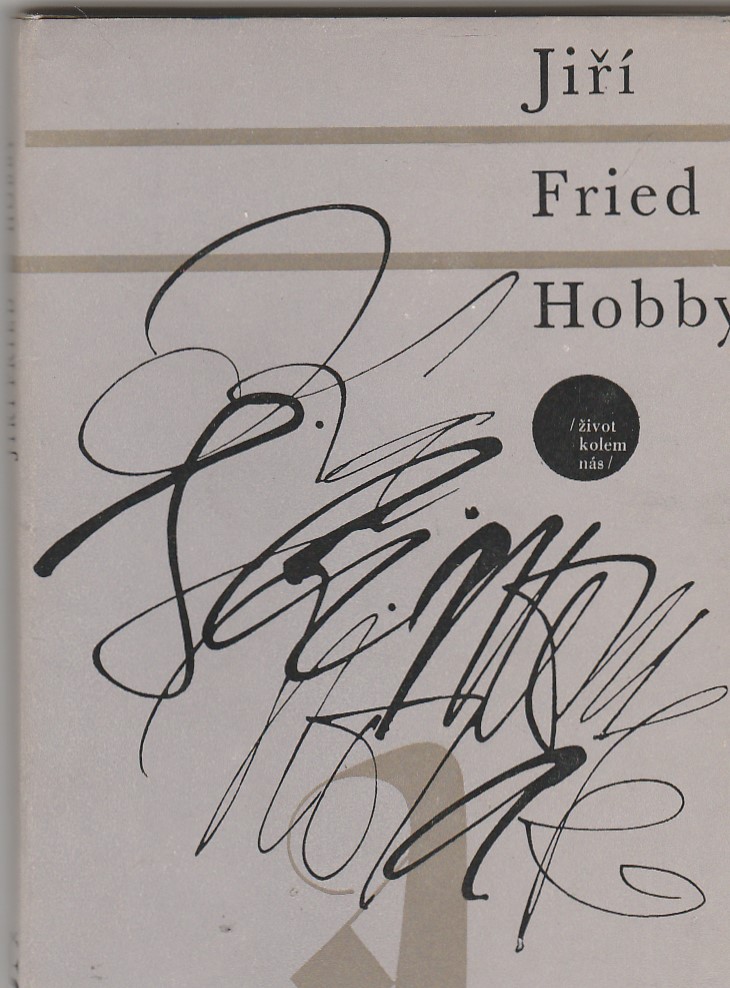 Jiří
Fried
Hobby
/život
kolem
nás/